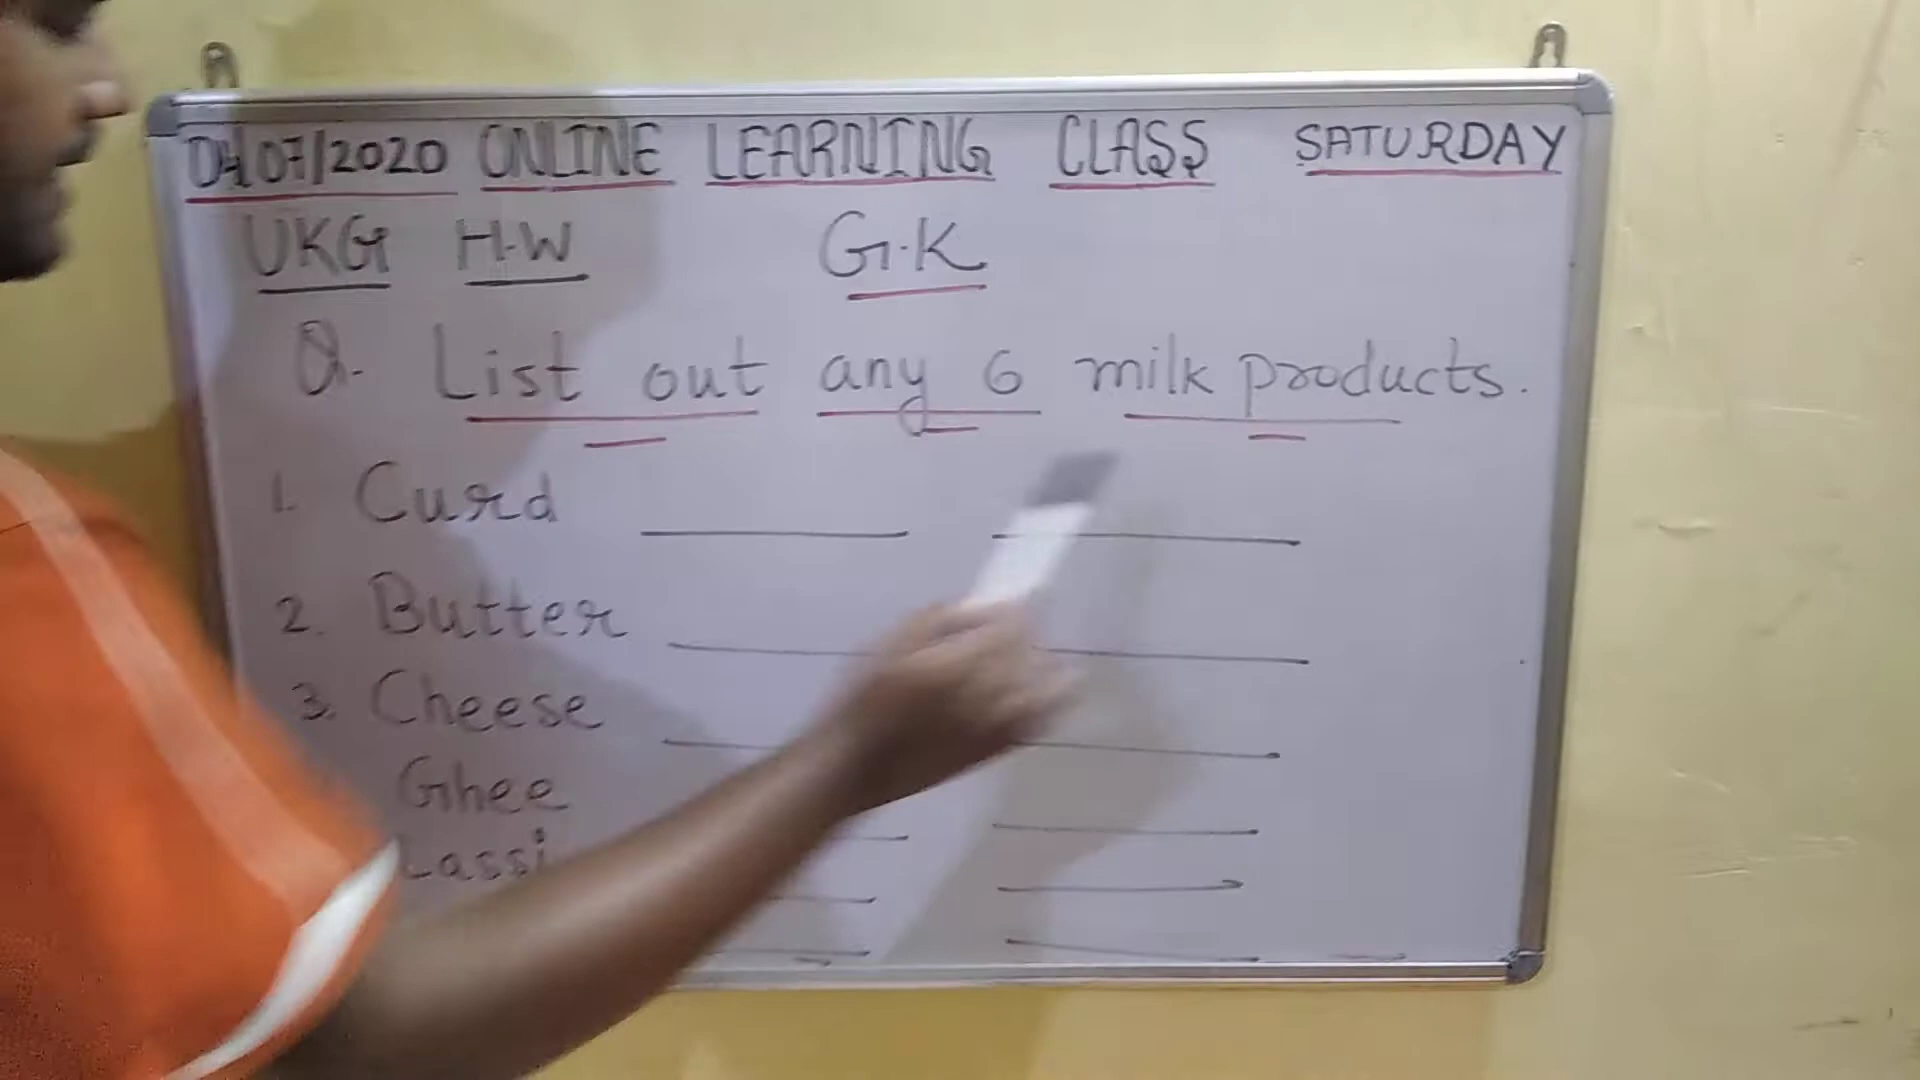 04/07/2020 ONLINE LEARNING CLASS SATURDAY
UKG H.W G.K
Q. List out any 6 milk products.
1. Curd
2. Butter
3. Cheese
Ghee
Lassi